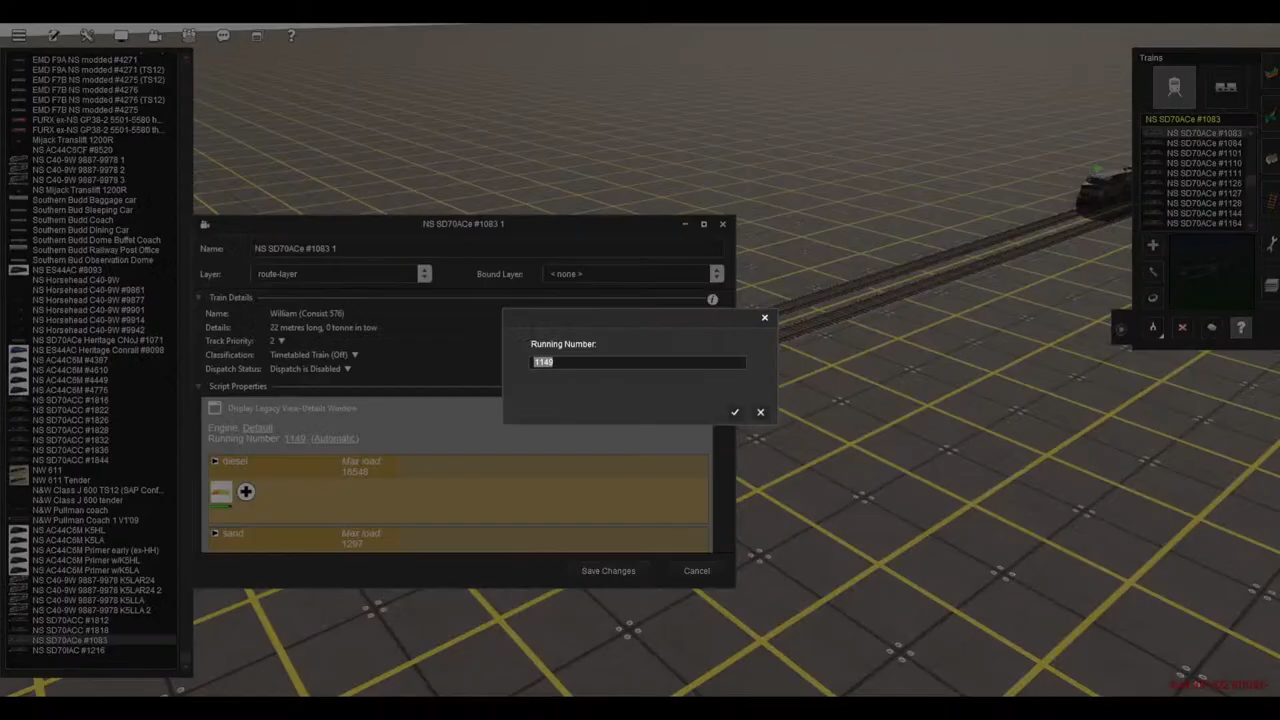 EMD F9A NS modded #4271
EMD F9A NS modded #4271 (TS12)
EMD F7B NS modded #4275 (TS12)
EMD F7B NS modded #4276
EMD F7B NS modded #4276 (TS12)
EMD F7B NS modded #4275
FURX ex-NS GP38-2 5501-5580 h...
FURX ex-NS GP38-2 5501-5580 th...
Mijack Translift 1200R
NS AC44C6CF #8520
NS C40-9W 9887-9978 1
NS C40-9W 9887-9978 2
NS C40-9W 9887-9978 3
NS Mijack Translift 1200R
Southern Budd Baggage car
Southern Bud Sleeping Car
Southern Budd Coach
Southern Budd Dining Car
Southern Budd Dome Buffet Coach
Southern Budd Railway Post Office
Southern Bud Observation Dome
NS ES44AC #8093
NS Horsehead C40-9W
NS Horsehead C40-9W #9861
NS Horsehead C40-9W #9877
NS Horsehead C40-9W #9901
NS Horsehead C40-9W #9914
NS Horsehead C40-9W #9942
NS SD70ACe Heritage CNoJ #1071
NS ES44AC Heritage Conrail #8098
NS AC44C6M #4387
NS AC44C6M #4610
NS AC44C6M #4449
NS AC44C6M #4776
NS SD70ACC #1816
NS SD70ACC #1822
NS SD70ACC #1826
NS SD70ACC #1828
NS SD70ACC #1832
NS SD70ACC #1836
NS SD70ACC #1844
NW 611
NW 611 Tender
N&W Class J 600 TS12 (SAP Conf...
N&W Class J 600 tender
N&W Pullman coach
N&W Pullman Coach 1 V1'09
NS AC44C6M K5HL
NS AC44C6M K5LA
NS AC44C6M Primer early (ex-HH)
NS AC44C6M Primer w/K5HL
NS AC44C6M Primer w/K5LA
NS C40-9W 9887-9978 K5LAR24
NS C40-9W 9887-9978 K5LAR24 2
NS C40-9W 9887-9978 K5LLA
NS C40-9W 9887-9978 K5LLA 2
NS SD70ACC #1812
NS SD70ACC #1818
NS SD70ACe #1083
NS SD70IAC #1216
NS SD70ACe #1083 1
Name:
NS SD70ACe #1083 1
Layer:
route-layer
Bound Layer:
< none >
Train Details
Name:
William (Consist 576)
Details:
22 metres long, 0 tonne in tow
Track Priority:
2
Classification:
Timetabled Train (Off)
Dispatch Status:
Dispatch is Disabled
Script Properties
Display Legacy View-Details Window
Engine: Default
Running Number: 1149 (Automatic)
diesel
Max load
16546
sand
Max load
1297
Save Changes
Cancel
Running Number:
1149
Trains
NS SD70ACe #1083
NS SD70ACe #1083
NS SD70ACe #1084
NS SD70ACe #1101
NS SD70ACe #1110
NS SD70ACe #1111
NS SD70ACe #1126
NS SD70ACe #1127
NS SD70ACe #1128
NS SD70ACe #1144
NS SD70ACe #1164